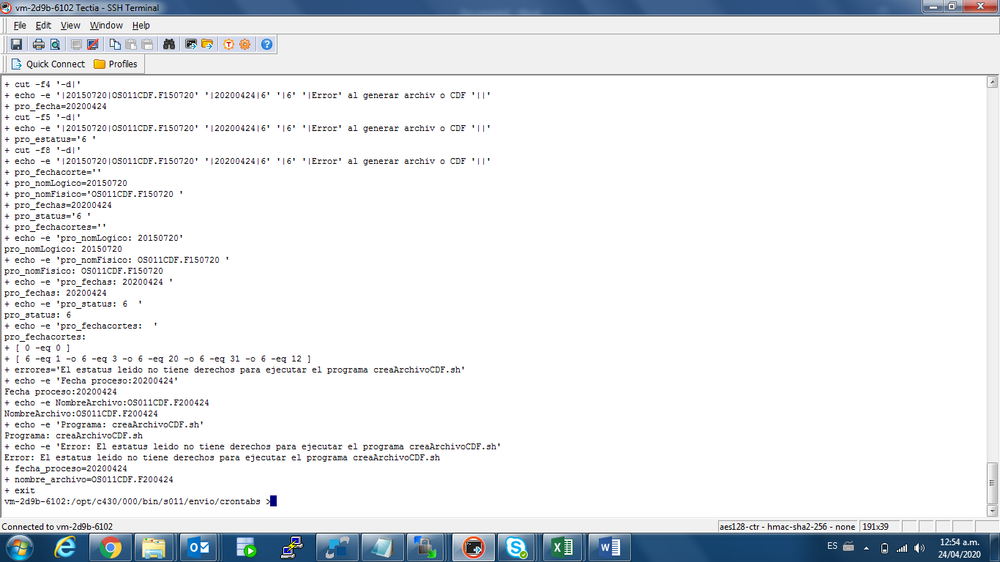 vm-2d9b-6102 Tectia - SSH Terminal
File Edit View Window Help
Quick Connect Profiles
+ cut -f4 '-d|'
+ echo -e '|20150720|OS011CDF.F150720' '|20200424|6' '|6' '|Error' al generar archiv o CDF '||'
+ pro_fecha=20200424
+ cut -f5 '-d|'
+ echo -e '|20150720|OS011CDF.F150720' '|20200424|6' '|6' '|Error' al generar archiv o CDF '||'
+ pro_estatus='6 '
+ cut -f8 '-d|'
+ echo -e '|20150720|OS011CDF.F150720' '|20200424|6' '|6' '|Error' al generar archiv o CDF '||'
+ pro_fechacorte=''
+ pro_nomLogico=20150720
+ pro_nomFisico='OS011CDF.F150720 '
+ pro_fechas=20200424
+ pro_status='6 '
+ pro_fechacortes=''
+ echo -e 'pro_nomLogico: 20150720'
pro_nomLogico: 20150720
+ echo -e 'pro_nomFisico: OS011CDF.F150720 '
pro_nomFisico: OS011CDF.F150720
+ echo -e 'pro_fechas: 20200424 '
pro_fechas: 20200424
+ echo -e 'pro_status: 6  '
pro_status: 6
+ echo -e 'pro_fechacortes:  '
pro_fechacortes:
+ [ 0 -eq 0 ]
+ [ 6 -eq 1 -o 6 -eq 3 -o 6 -eq 20 -o 6 -eq 31 -o 6 -eq 12 ]
+ errores='El estatus leido no tiene derechos para ejecutar el programa creaArchivoCDF.sh'
+ echo -e 'Fecha proceso:20200424'
Fecha proceso:20200424
+ echo -e NombreArchivo:OS011CDF.F200424
NombreArchivo:OS011CDF.F200424
+ echo -e 'Programa: creaArchivoCDF.sh'
Programa: creaArchivoCDF.sh
+ echo -e 'Error: El estatus leido no tiene derechos para ejecutar el programa creaArchivoCDF.sh'
Error: El estatus leido no tiene derechos para ejecutar el programa creaArchivoCDF.sh
+ fecha_proceso=20200424
+ nombre_archivo=OS011CDF.F200424
+ exit
vm-2d9b-6102:/opt/c430/000/bin/s011/envio/crontabs >
Connected to vm-2d9b-6102
aes128-ctr - hmac-sha2-256 - none 191x39
ES
12:54 a.m.
24/04/2020